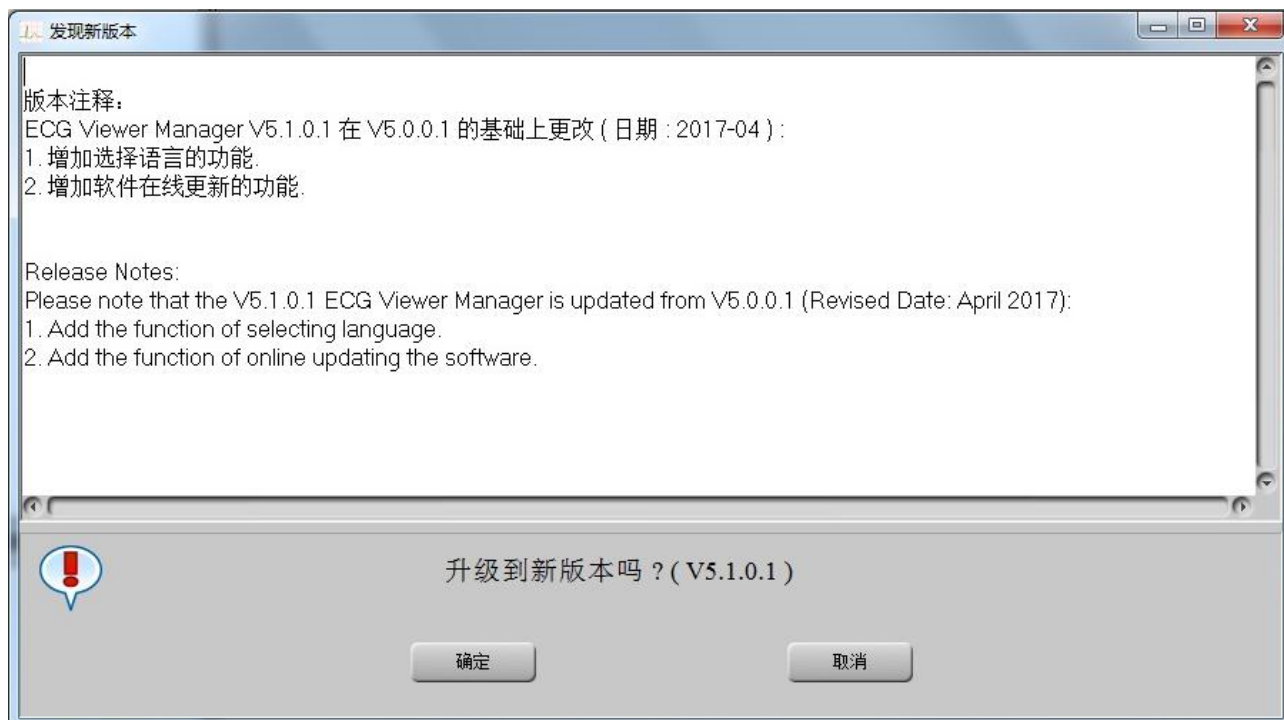 发现新版本
版本注释：
ECG Viewer Manager V5.1.0.1 在 V5.0.0.1 的基础上更改 ( 日期 : 2017-04 ) :
1. 增加选择语言的功能.
2. 增加软件在线更新的功能.
Release Notes:
Please note that the V5.1.0.1 ECG Viewer Manager is updated from V5.0.0.1 (Revised Date: April 2017):
1. Add the function of selecting language.
2. Add the function of online updating the software.
升级到新版本吗 ? ( V5.1.0.1 )
确定
取消